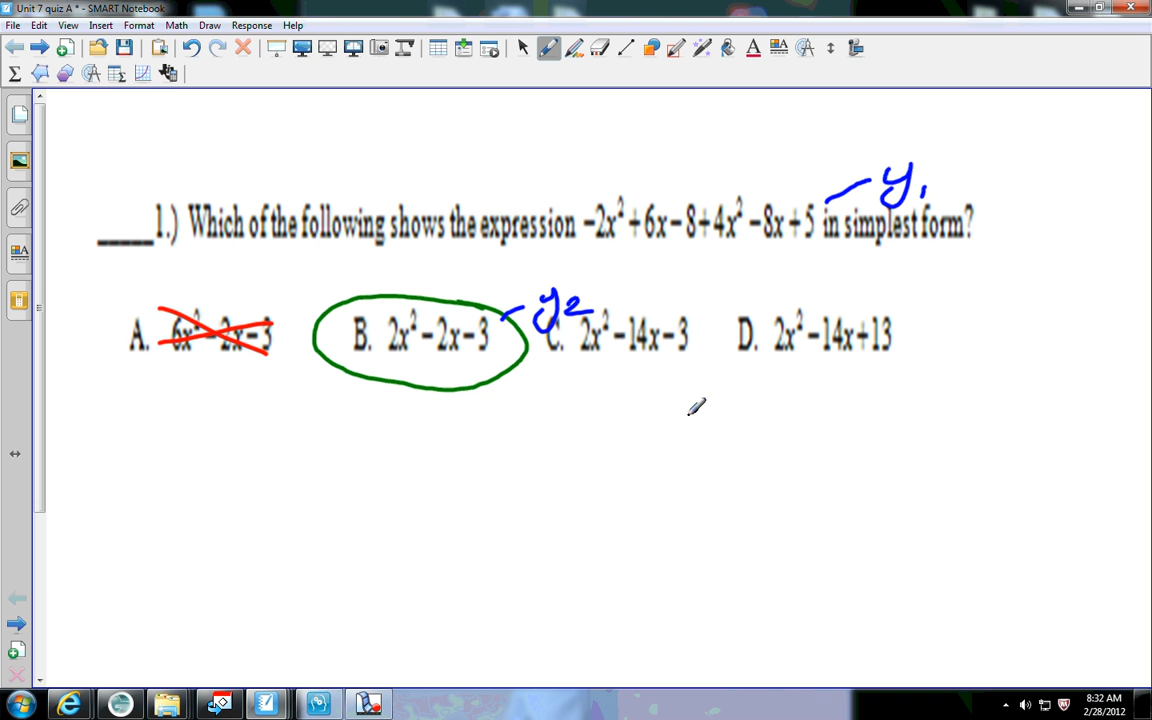 Unit 7 quiz A * - SMART Notebook
File Edit View Insert Format Math Draw Response Help
y₁
_____1.) Which of the following shows the expression −2x²+6x−8+4x²−8x+5 in simplest form?
y2
A. 6x²−2x−3 B. 2x²−2x−3 C. 2x²−14x−3 D. 2x²−14x+13
8:32 AM
2/28/2012